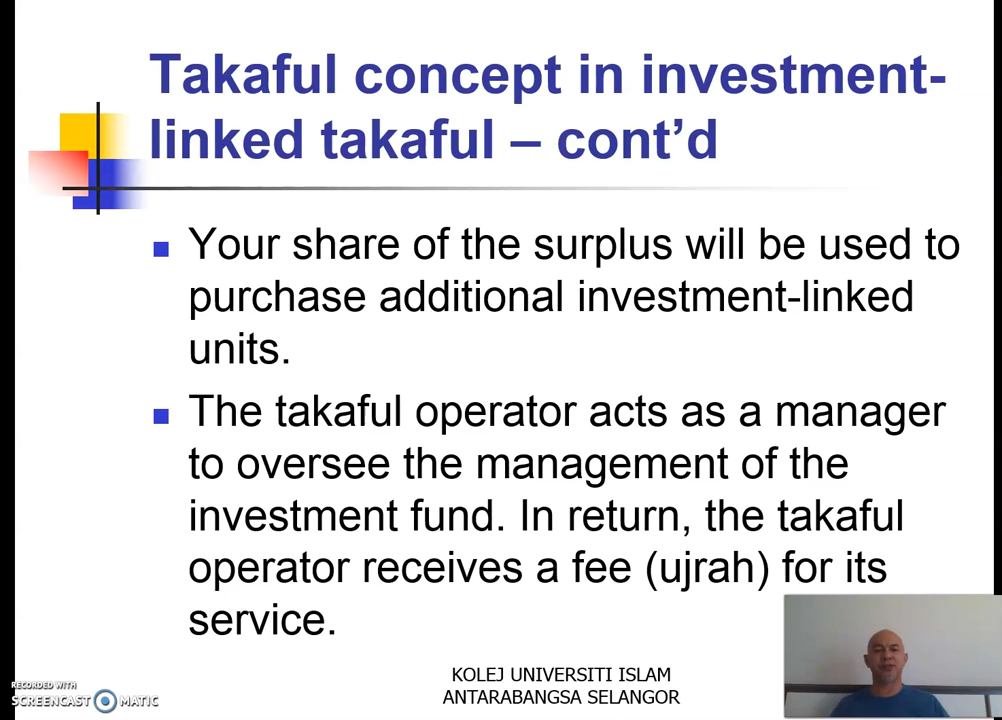 Takaful concept in investment-
linked takaful – cont’d
Your share of the surplus will be used to
purchase additional investment-linked
units.
The takaful operator acts as a manager
to oversee the management of the
investment fund. In return, the takaful
operator receives a fee (ujrah) for its
service.
KOLEJ UNIVERSITI ISLAM
ANTARABANGSA SELANGOR
RECORDED WITH
SCREENCAST MATIC